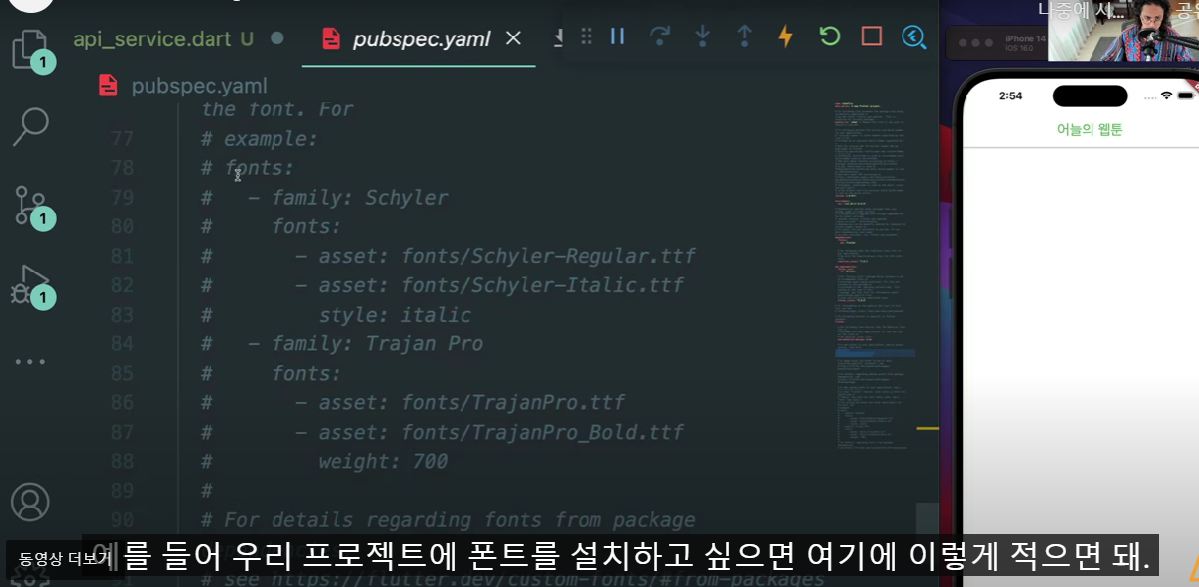 api_service.dart U
pubspec.yaml
pubspec.yaml
the font. For
77 # example:
78 # fonts:
79 # - family: Schyler
80 # fonts:
81 # - asset: fonts/Schyler-Regular.ttf
82 # - asset: fonts/Schyler-Italic.ttf
83 # style: italic
84 # - family: Trajan Pro
85 # fonts:
86 # - asset: fonts/TrajanPro.ttf
87 # - asset: fonts/TrajanPro_Bold.ttf
88 # weight: 700
89 #
90 # For details regarding fonts from package
# see https://flutter.dev/custom-fonts/#from-packages
1
1
1
나중에 시...
공유
iPhone 14
iOS 16.0
2:54
어늘의 웹툰
동영상 더보기
예를 들어 우리 프로젝트에 폰트를 설치하고 싶으면 여기에 이렇게 적으면 돼.